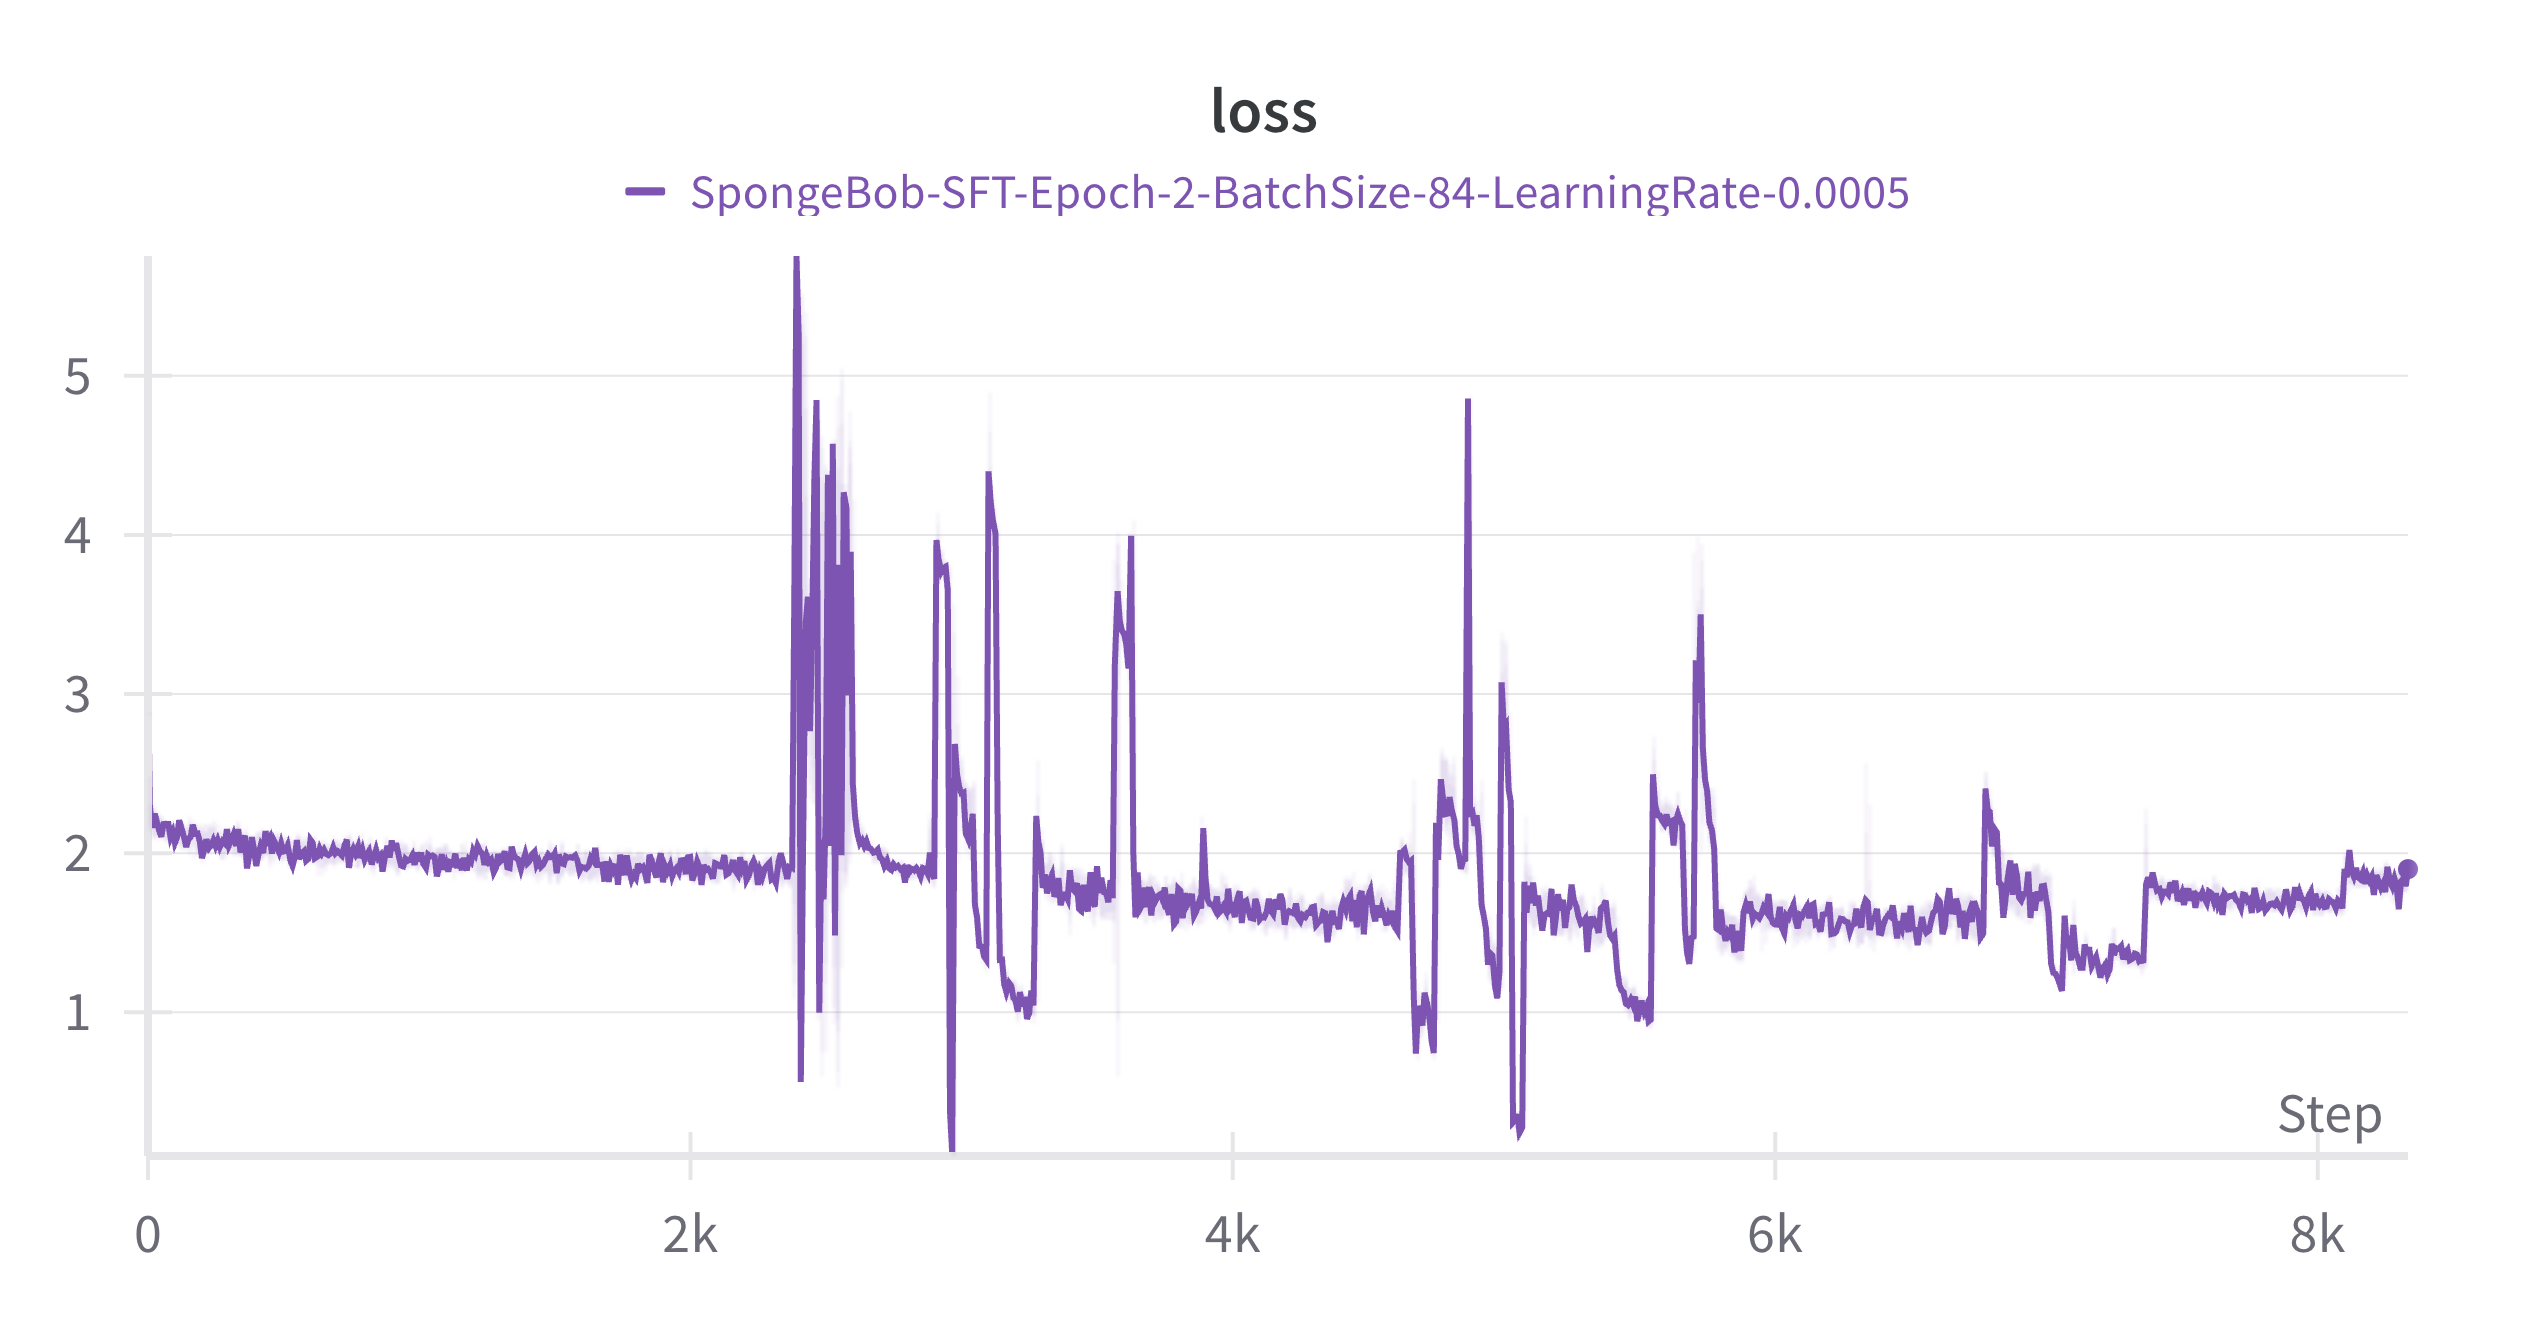 loss
SpongeBob-SFT-Epoch-2-BatchSize-84-LearningRate-0.0005
5
4
3
2
1
Step
0 2k 4k 6k 8k